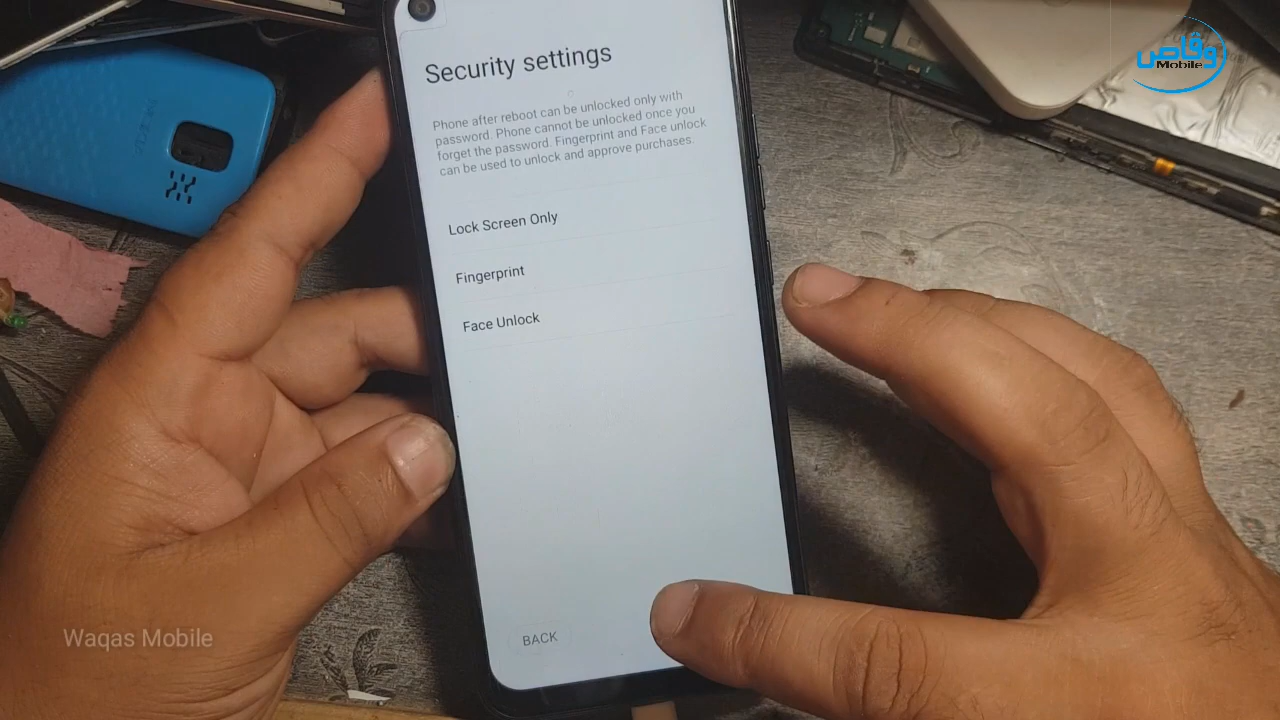 وقاص
Mobile
Security settings
Phone after reboot can be unlocked only with
password. Phone cannot be unlocked once you
forget the password. Fingerprint and Face unlock
can be used to unlock and approve purchases.
Lock Screen Only
Fingerprint
Face Unlock
BACK
Waqas Mobile